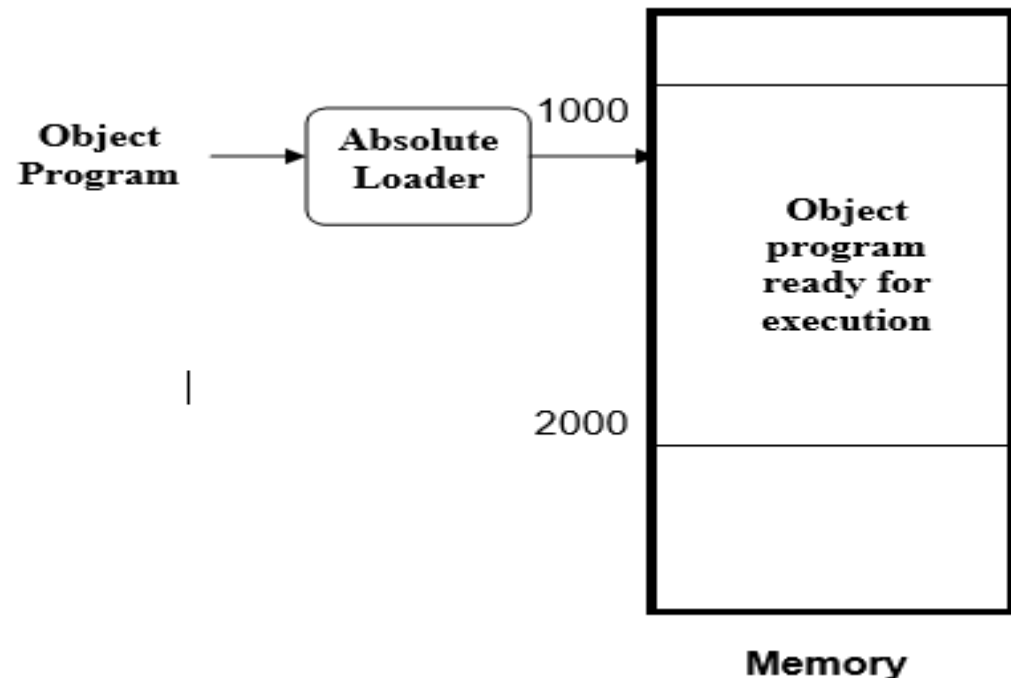 Object
Program
Absolute
Loader
1000
Object
program
ready for
execution
2000
Memory